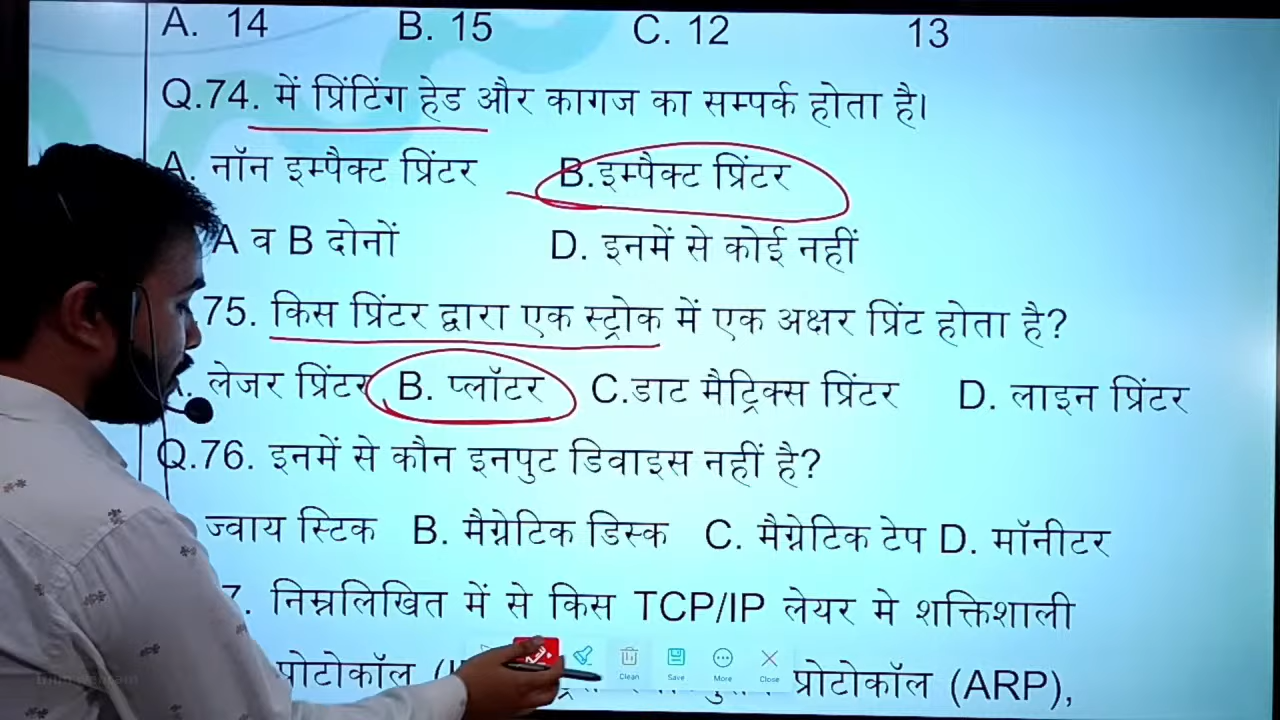 A. 14 B. 15 C. 12 13
Q.74. में प्रिंटिंग हेड और कागज का सम्पर्क होता है।
A. नॉन इम्पैक्ट प्रिंटर B.इम्पैक्ट प्रिंटर
A व B दोनों D. इनमें से कोई नहीं
75. किस प्रिंटर द्वारा एक स्ट्रोक में एक अक्षर प्रिंट होता है?
लेजर प्रिंटर B. प्लॉटर C.डाट मैट्रिक्स प्रिंटर D. लाइन प्रिंटर
Q.76. इनमें से कौन इनपुट डिवाइस नहीं है?
ज्वाय स्टिक B. मैग्नेटिक डिस्क C. मैग्नेटिक टेप D. मॉनीटर
7. निम्नलिखित में से किस TCP/IP लेयर मे शक्तिशाली
प्रोटोकॉल प्रोटोकॉल (ARP),
Clean Save More Close